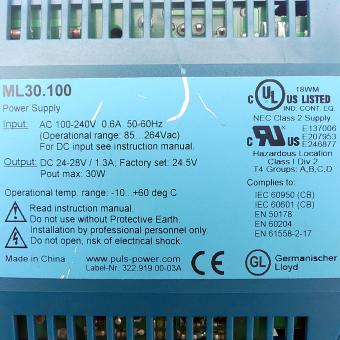 ML30.100
Power Supply
Input: AC 100-240V 0.6A 50-60Hz
(Operational range: 85...264Vac)
For DC input see instruction manual.
Output: DC 24-28V / 1.3A; Factory set: 24.5V
Pout max: 30W
Operational temp. range: -10...+60 deg C
Read instruction manual.
Do not use without Protective Earth.
Installation by professional personnel only.
Do not open, risk of electrical shock.
Made in China
www.puls-power.com
Label-Nr. 322.919.00-03A
CE
18WM
C UL US LISTED
IND. CONT. EQ.
NEC Class 2 Supply
C UR US
E137006
E207953
E246877
Hazardous Location
Class I Div 2
T4 Groups: A,B,C,D
Complies to:
IEC 60950 (CB)
IEC 60601 (CB)
EN 50178
EN 60204
EN 61558-2-17
GL Germanischer
Lloyd